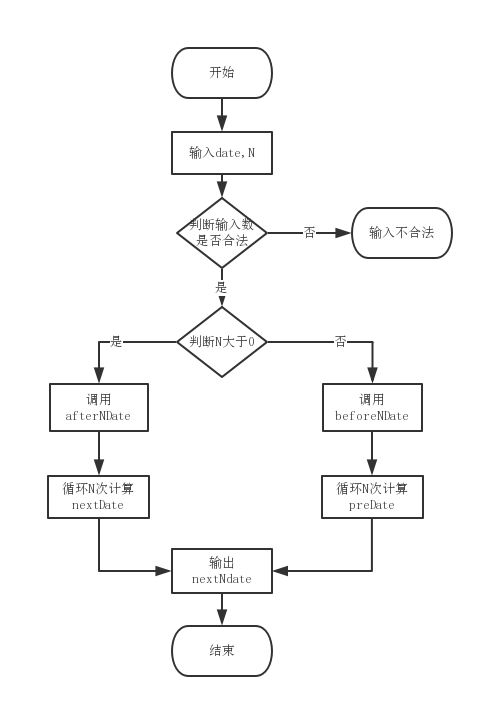 开始
输入date,N
判断输入数
是否合法
否
输入不合法
是
判断N大于0
是
否
调用
afterNDate
调用
beforeNDate
循环N次计算
nextDate
循环N次计算
preDate
输出
nextNdate
结束